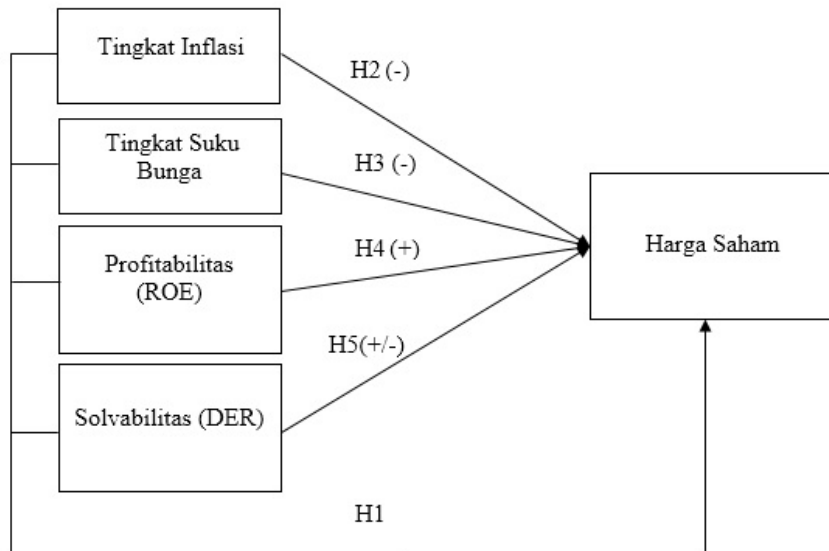 Tingkat Inflasi
H2 (-)
Tingkat Suku
Bunga
H3 (-)
Profitabilitas
(ROE)
H4 (+)
Harga Saham
H5(+/-)
Solvabilitas (DER)
H1